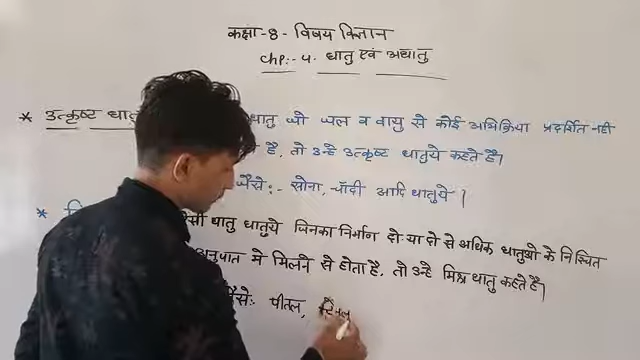 कक्षा-8 - विषय विज्ञान
Chp:- 4. धातु एवं अधातु
* उत्कृष्ट धातु धातु जो जल व वायु से कोई अभिक्रिया प्रदर्शित नहीं
है, तो उन्हे उत्कृष्ट धातुये कहते है।
जैसे:- सोना, चाँदी आदि धातुये।
* धातु धातुये जिनका निर्माण दो या दो से अधिक धातुओ के निश्चित
अनुपात मे मिलने से होता है, तो उन्हे मिश्र धातु कहते है।
जैसे: पीतल,